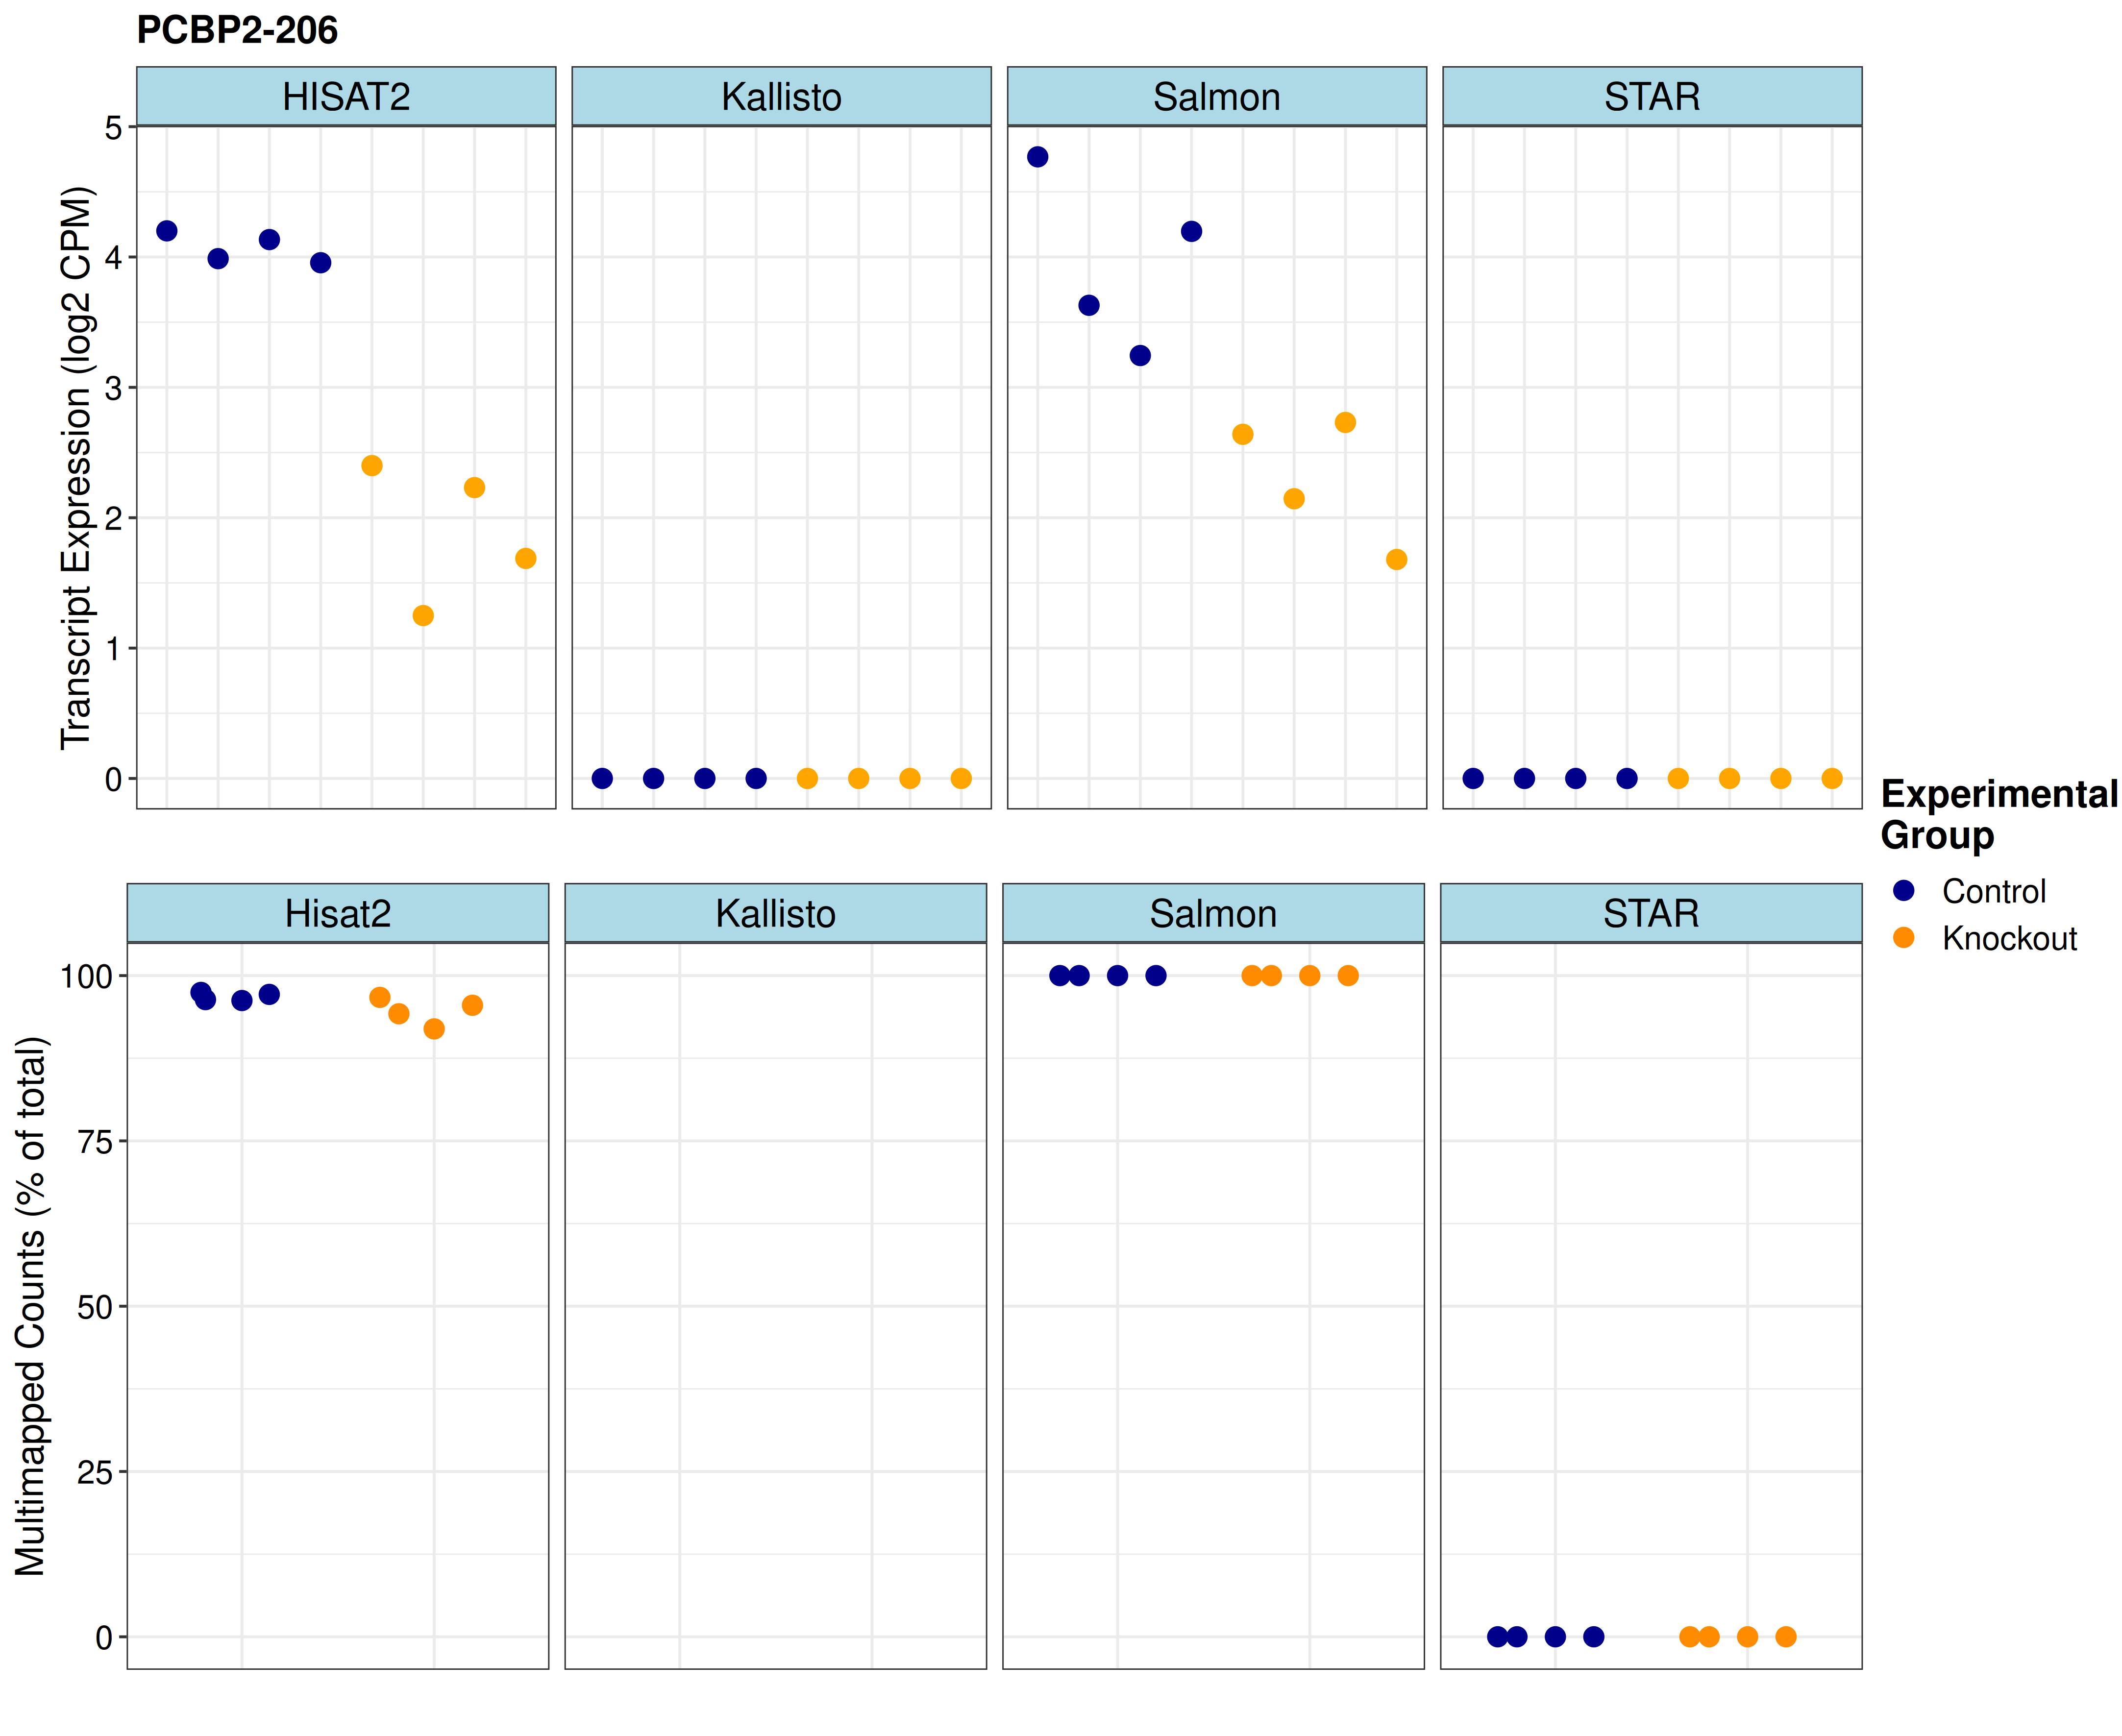 PCBP2-206
HISAT2 Kallisto Salmon STAR
Transcript Expression (log2 CPM)
5
4
3
2
1
0
Experimental
Group
Control
Knockout
Hisat2 Kallisto Salmon STAR
Multimapped Counts (% of total)
100
75
50
25
0